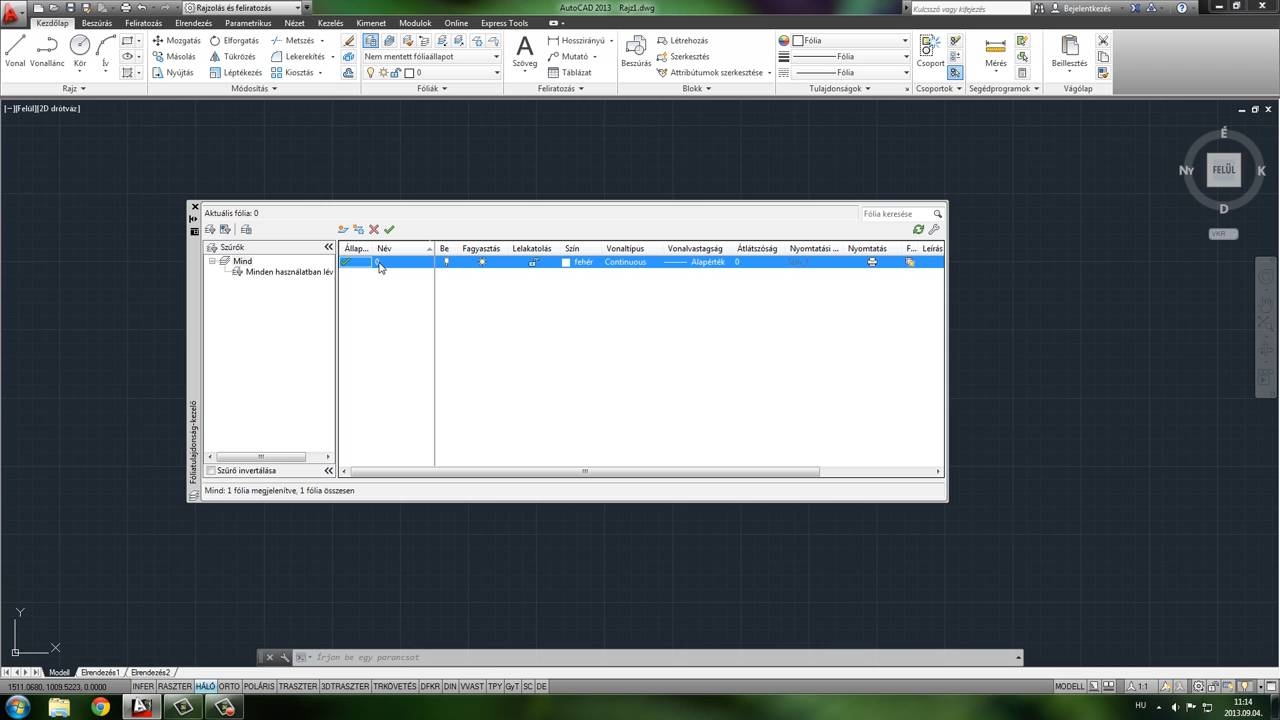 Rajzolás és feliratozás
AutoCAD 2013 Rajz1.dwg
Kulcsszó vagy kifejezés
Bejelentkezés
Kezdőlap Beszúrás Feliratozás Elrendezés Parametrikus Nézet Kezelés Kimenet Modulok Online Express Tools
Vonal Vonallánc Kör Ív
Mozgatás Elforgatás Metszés
Másolás Tükrözés Lekerekítés
Nyújtás Léptékezés Kiosztás
Nem mentett fóliaállapot
0
Szöveg
Hosszirányú
Mutató
Táblázat
Beszúrás
Létrehozás
Szerkesztés
Attribútumok szerkesztése
Fólia
Fólia
Fólia
Csoport
Mérés
Beillesztés
Rajz Módosítás Fóliák Feliratozás Blokk Tulajdonságok Csoportok Segédprogramok Vágólap
[−][Felül][2D drótváz]
É
NY FELÜL K
D
VKR
Aktuális fólia: 0
Fólia keresése
Szűrők
Mind
Minden használatban lév
Szűrő invertálása
Állap... Név Be Fagyasztás Lelakatolás Szín Vonaltípus Vonalvastagság Átlátszóság Nyomtatási ... Nyomtatás F... Leírás
0 fehér Continuous Alapérték 0
Mind: 1 fólia megjelenítve, 1 fólia összesen
Fóliatulajdonság-kezelő
Y
X
Írjon be egy parancsot
Modell Elrendezés1 Elrendezés2
1511.0680, 1009.5223, 0.0000 INFER RASZTER HÁLÓ ORTO POLÁRIS TRASZTER 3DTRASZTER TRKÖVETÉS DFKR DIN VVAST TPY GyT SC DE MODELL 1:1
HU
11:14
2013.09.04.